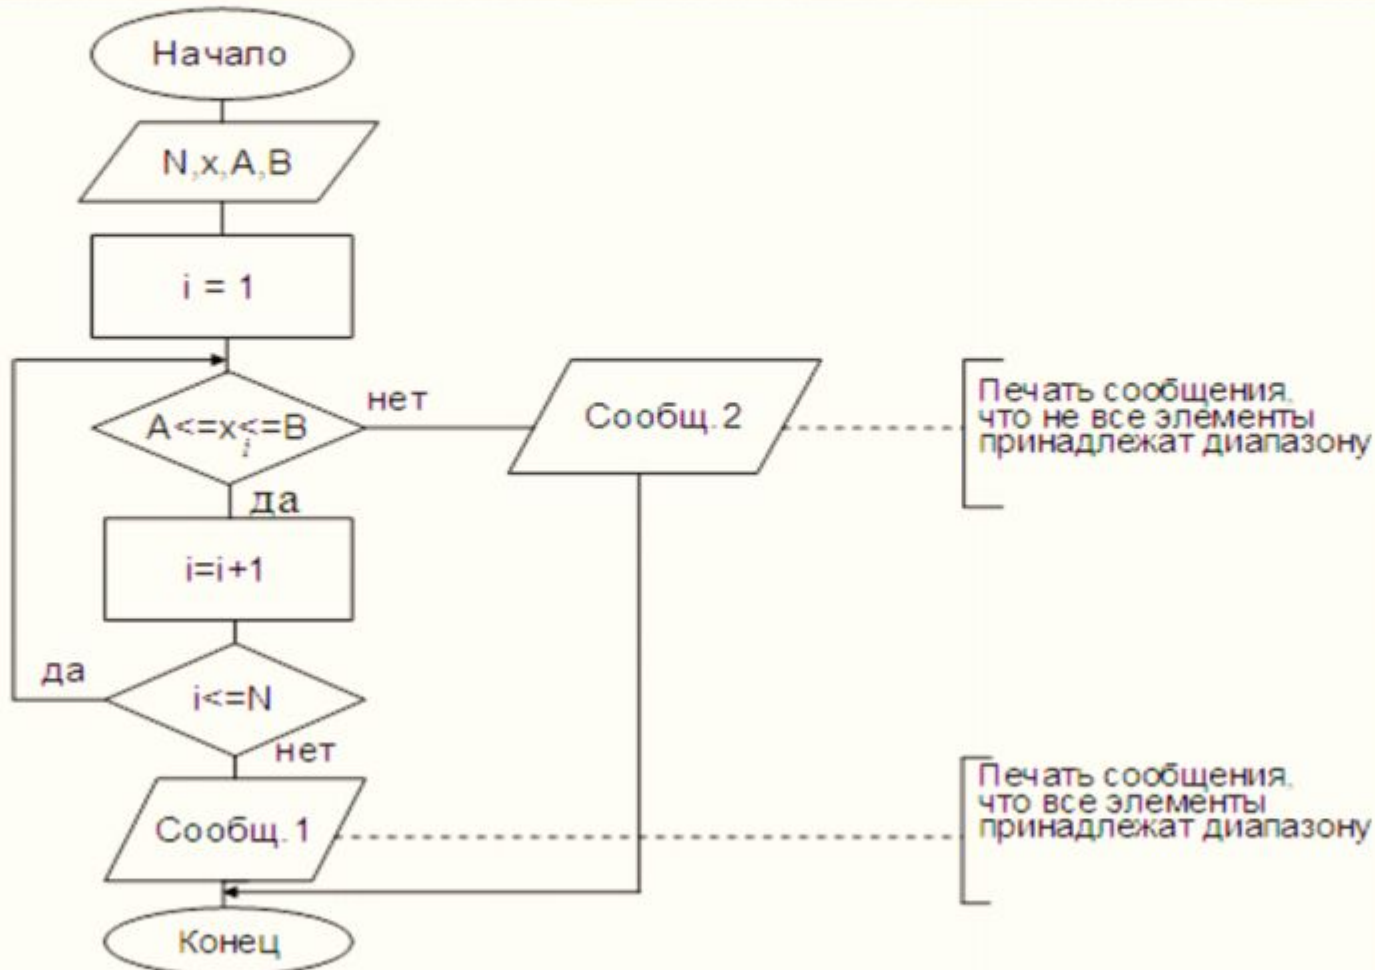 Начало
N,x,A,B
i = 1
A<=x<=B
i
нет
Сообщ.2
Печать сообщения,
что не все элементы
принадлежат диапазону
да
i=i+1
да
i<=N
нет
Сообщ.1
Печать сообщения,
что все элементы
принадлежат диапазону
Конец